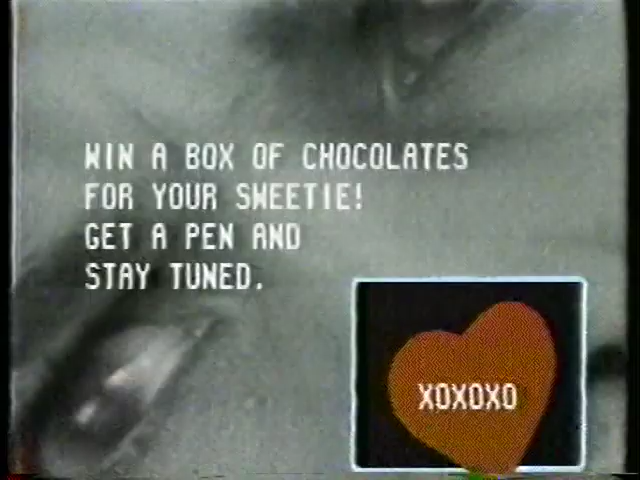 WIN A BOX OF CHOCOLATES
FOR YOUR SWEETIE!
GET A PEN AND
STAY TUNED.
XOXOXO